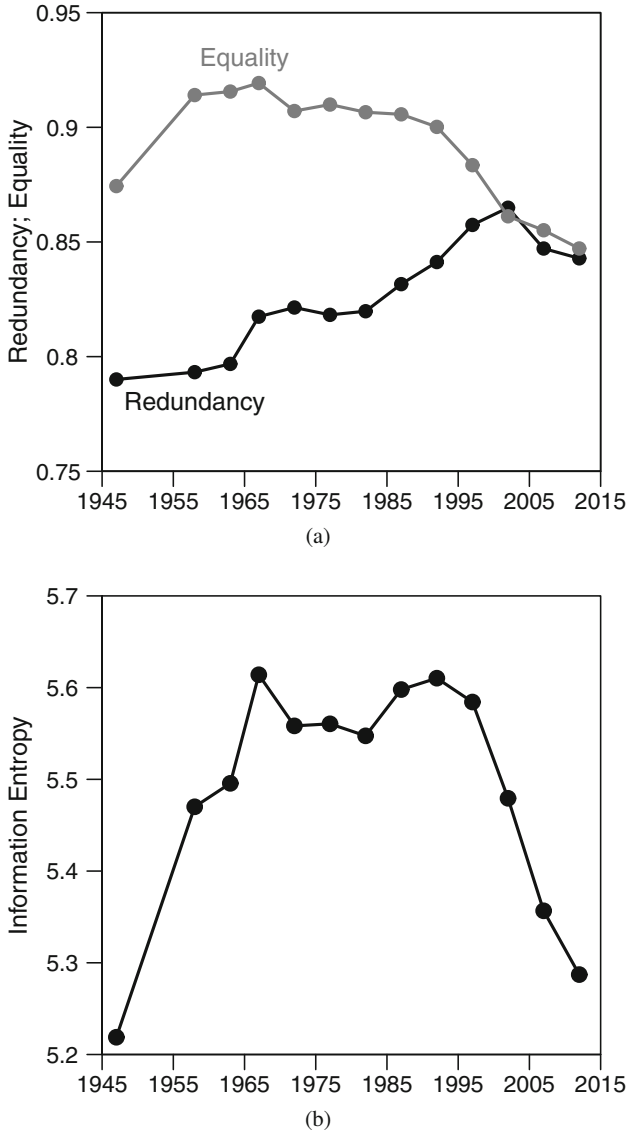 0.95
Equality
0.9
Redundancy; Equality
0.85
0.8
Redundancy
0.75
1945 1955 1965 1975 1985 1995 2005 2015
(a)
5.7
5.6
5.5
Information Entropy
5.4
5.3
5.2
1945 1955 1965 1975 1985 1995 2005 2015
(b)